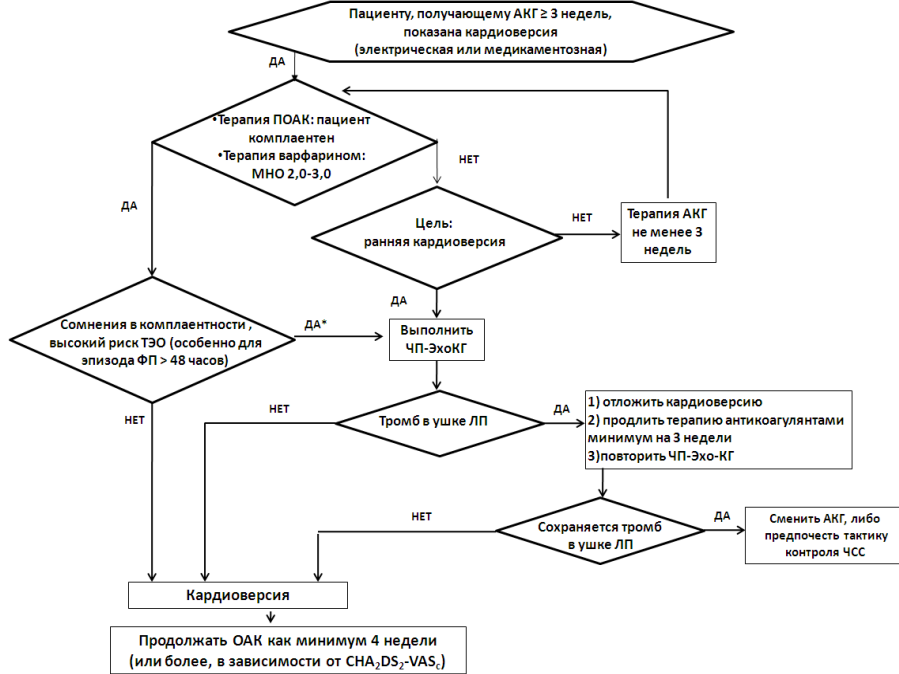 Пациенту, получающему АКГ ≥ 3 недель,
показана кардиоверсия
(электрическая или медикаментозная)
ДА
•Терапия ПОАК: пациент
комплаентен
•Терапия варфарином:
МНО 2,0-3,0
НЕТ
ДА
Цель:
ранняя кардиоверсия
НЕТ
Терапия АКГ
не менее 3
недель
ДА
Сомнения в комплаентности ,
высокий риск ТЭО (особенно для
эпизода ФП > 48 часов)
ДА*
Выполнить
ЧП-ЭхоКГ
НЕТ
НЕТ
Тромб в ушке ЛП
ДА
1) отложить кардиоверсию
2) продлить терапию антикоагулянтами
минимум на 3 недели
3)повторить ЧП-Эхо-КГ
НЕТ
Сохраняется тромб
в ушке ЛП
ДА
Сменить АКГ, либо
предпочесть тактику
контроля ЧСС
Кардиоверсия
Продолжать ОАК как минимум 4 недели
(или более, в зависимости от CHA₂DS₂-VASc)